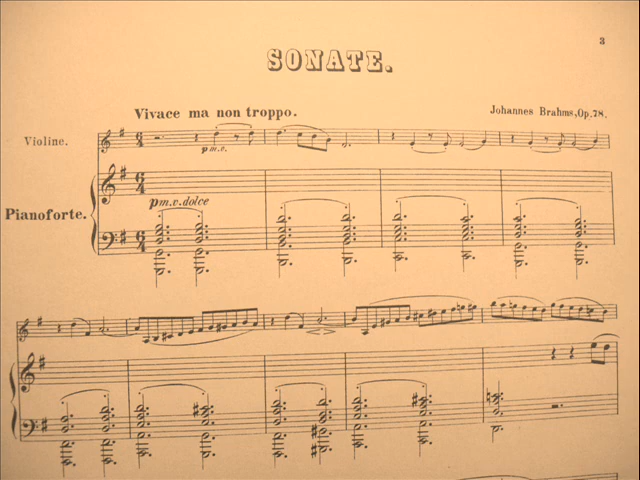 3
SONATE.
Vivace ma non troppo.
Johannes Brahms, Op. 78.
Violine.
p m.v.
Pianoforte.
p m.v. dolce